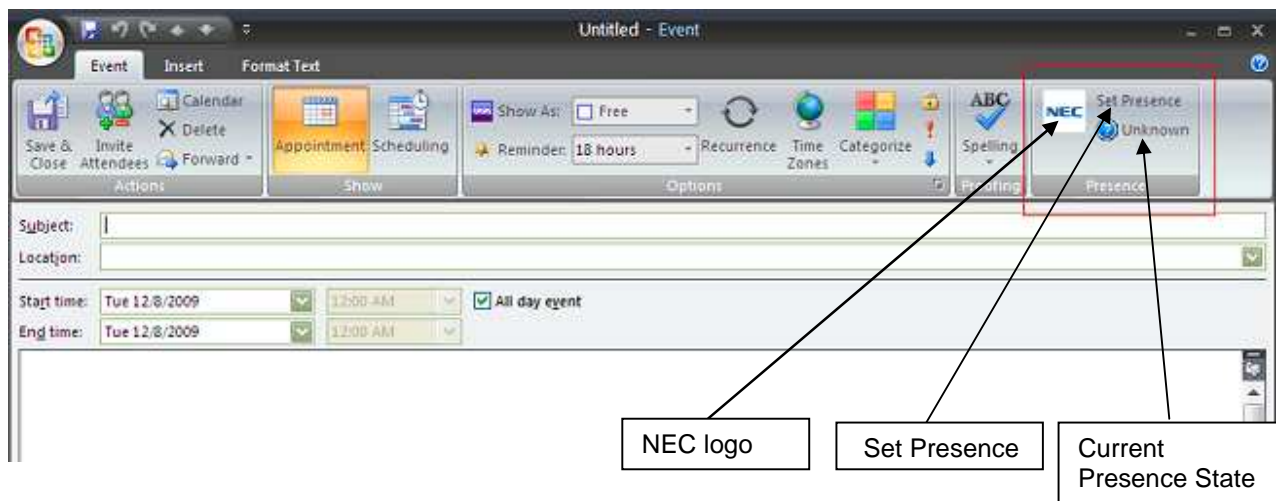 Untitled - Event
Event Insert Format Text
Save & Close
Invite Attendees
Calendar
Delete
Forward
Actions
Appointment
Scheduling
Show
Show As: Free
Reminder: 18 hours
Recurrence
Time Zones
Categorize
Options
ABC
Spelling
Proofing
NEC
Set Presence
Unknown
Presence
Subject:
Location:
Start time: Tue 12/8/2009 12:00 AM All day event
End time: Tue 12/8/2009 12:00 AM
NEC logo
Set Presence
Current
Presence State